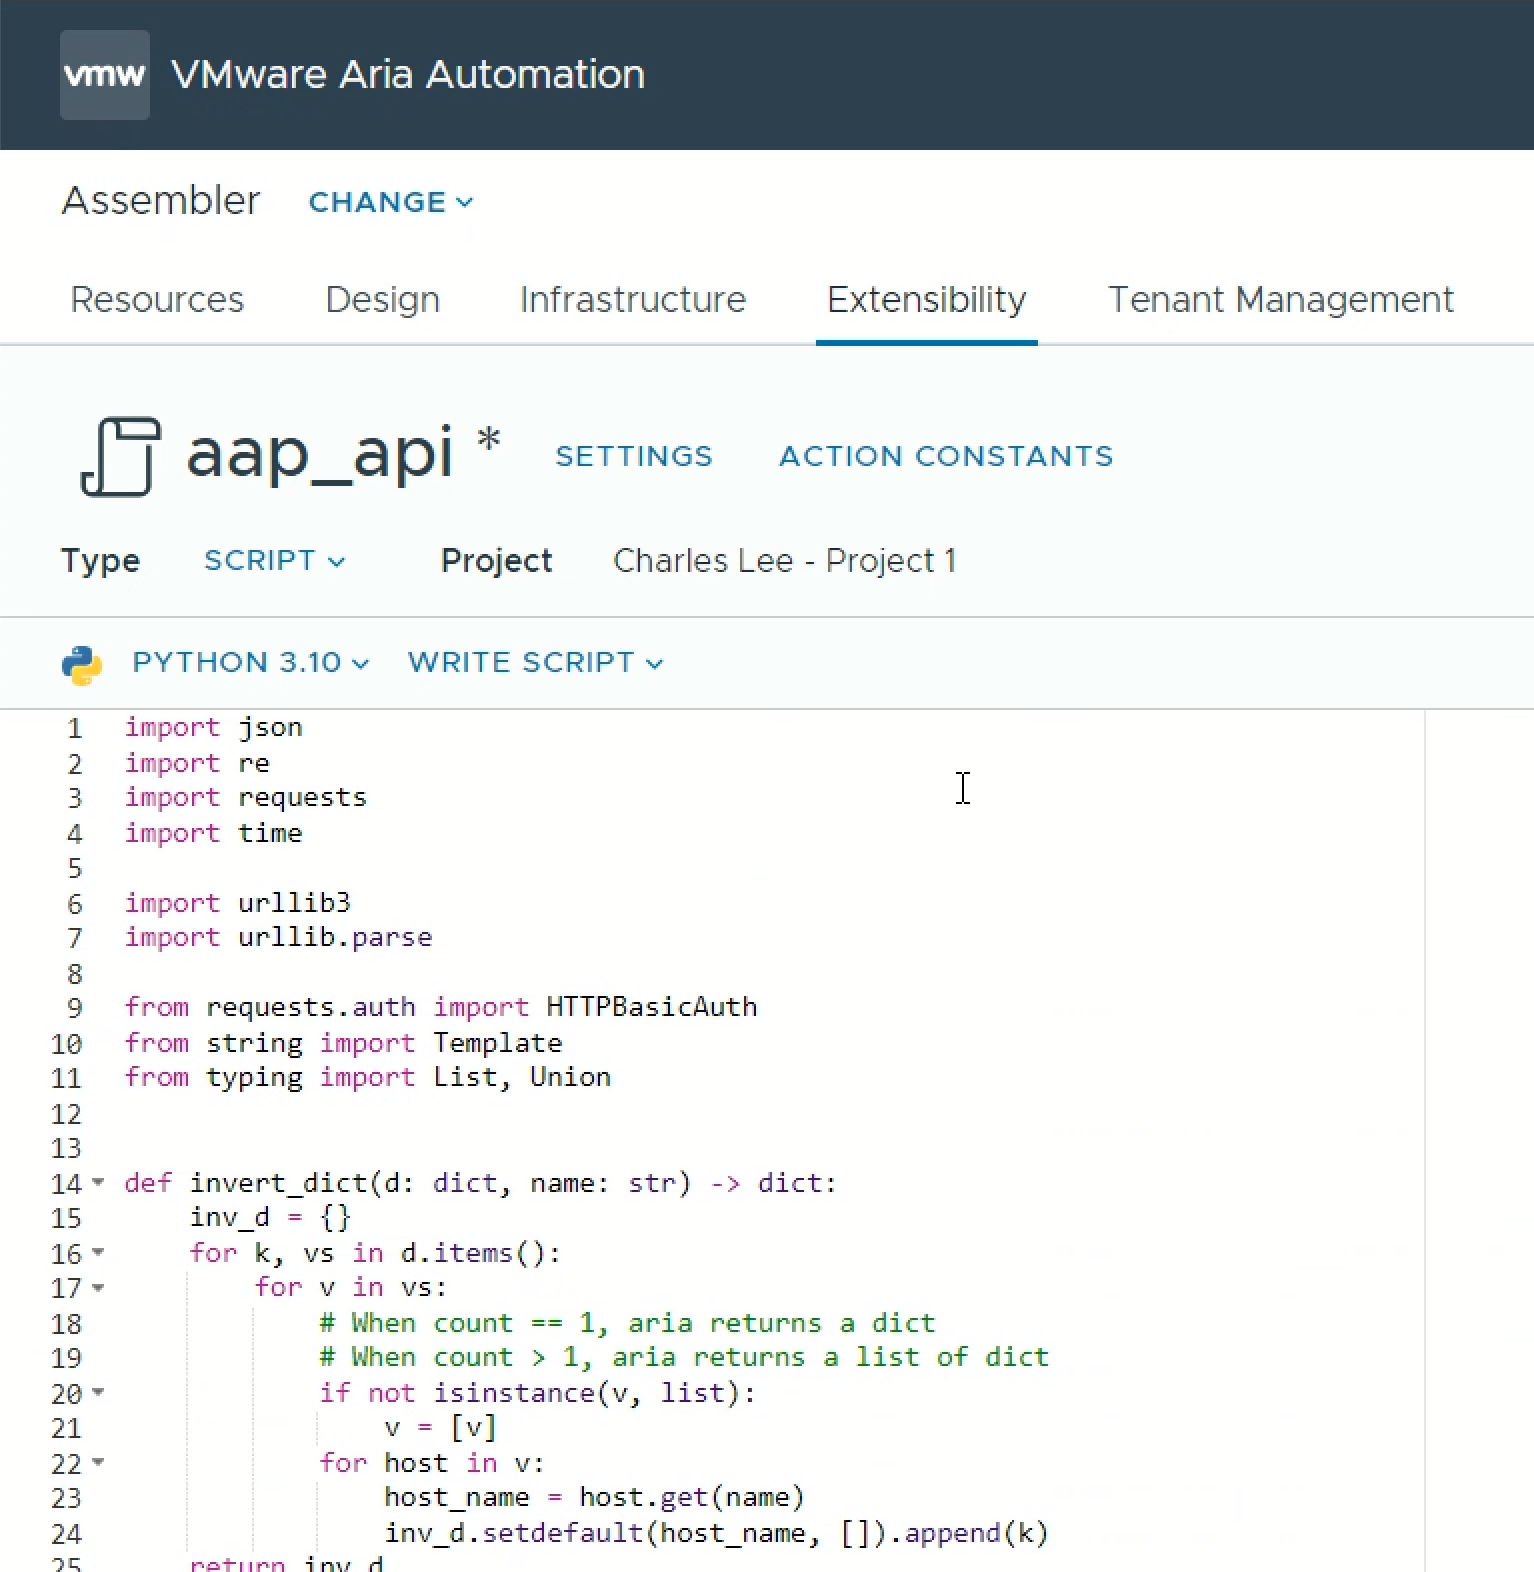 vmw VMware Aria Automation
Assembler CHANGE
Resources Design Infrastructure Extensibility Tenant Management
aap_api * SETTINGS ACTION CONSTANTS
Type SCRIPT Project Charles Lee - Project 1
PYTHON 3.10 WRITE SCRIPT
1 import json
2 import re
3 import requests
4 import time
5
6 import urllib3
7 import urllib.parse
8
9 from requests.auth import HTTPBasicAuth
10 from string import Template
11 from typing import List, Union
12
13
14 def invert_dict(d: dict, name: str) -> dict:
15     inv_d = {}
16     for k, vs in d.items():
17         for v in vs:
18             # When count == 1, aria returns a dict
19             # When count > 1, aria returns a list of dict
20             if not isinstance(v, list):
21                 v = [v]
22             for host in v:
23                 host_name = host.get(name)
24                 inv_d.setdefault(host_name, []).append(k)
25     return inv_d